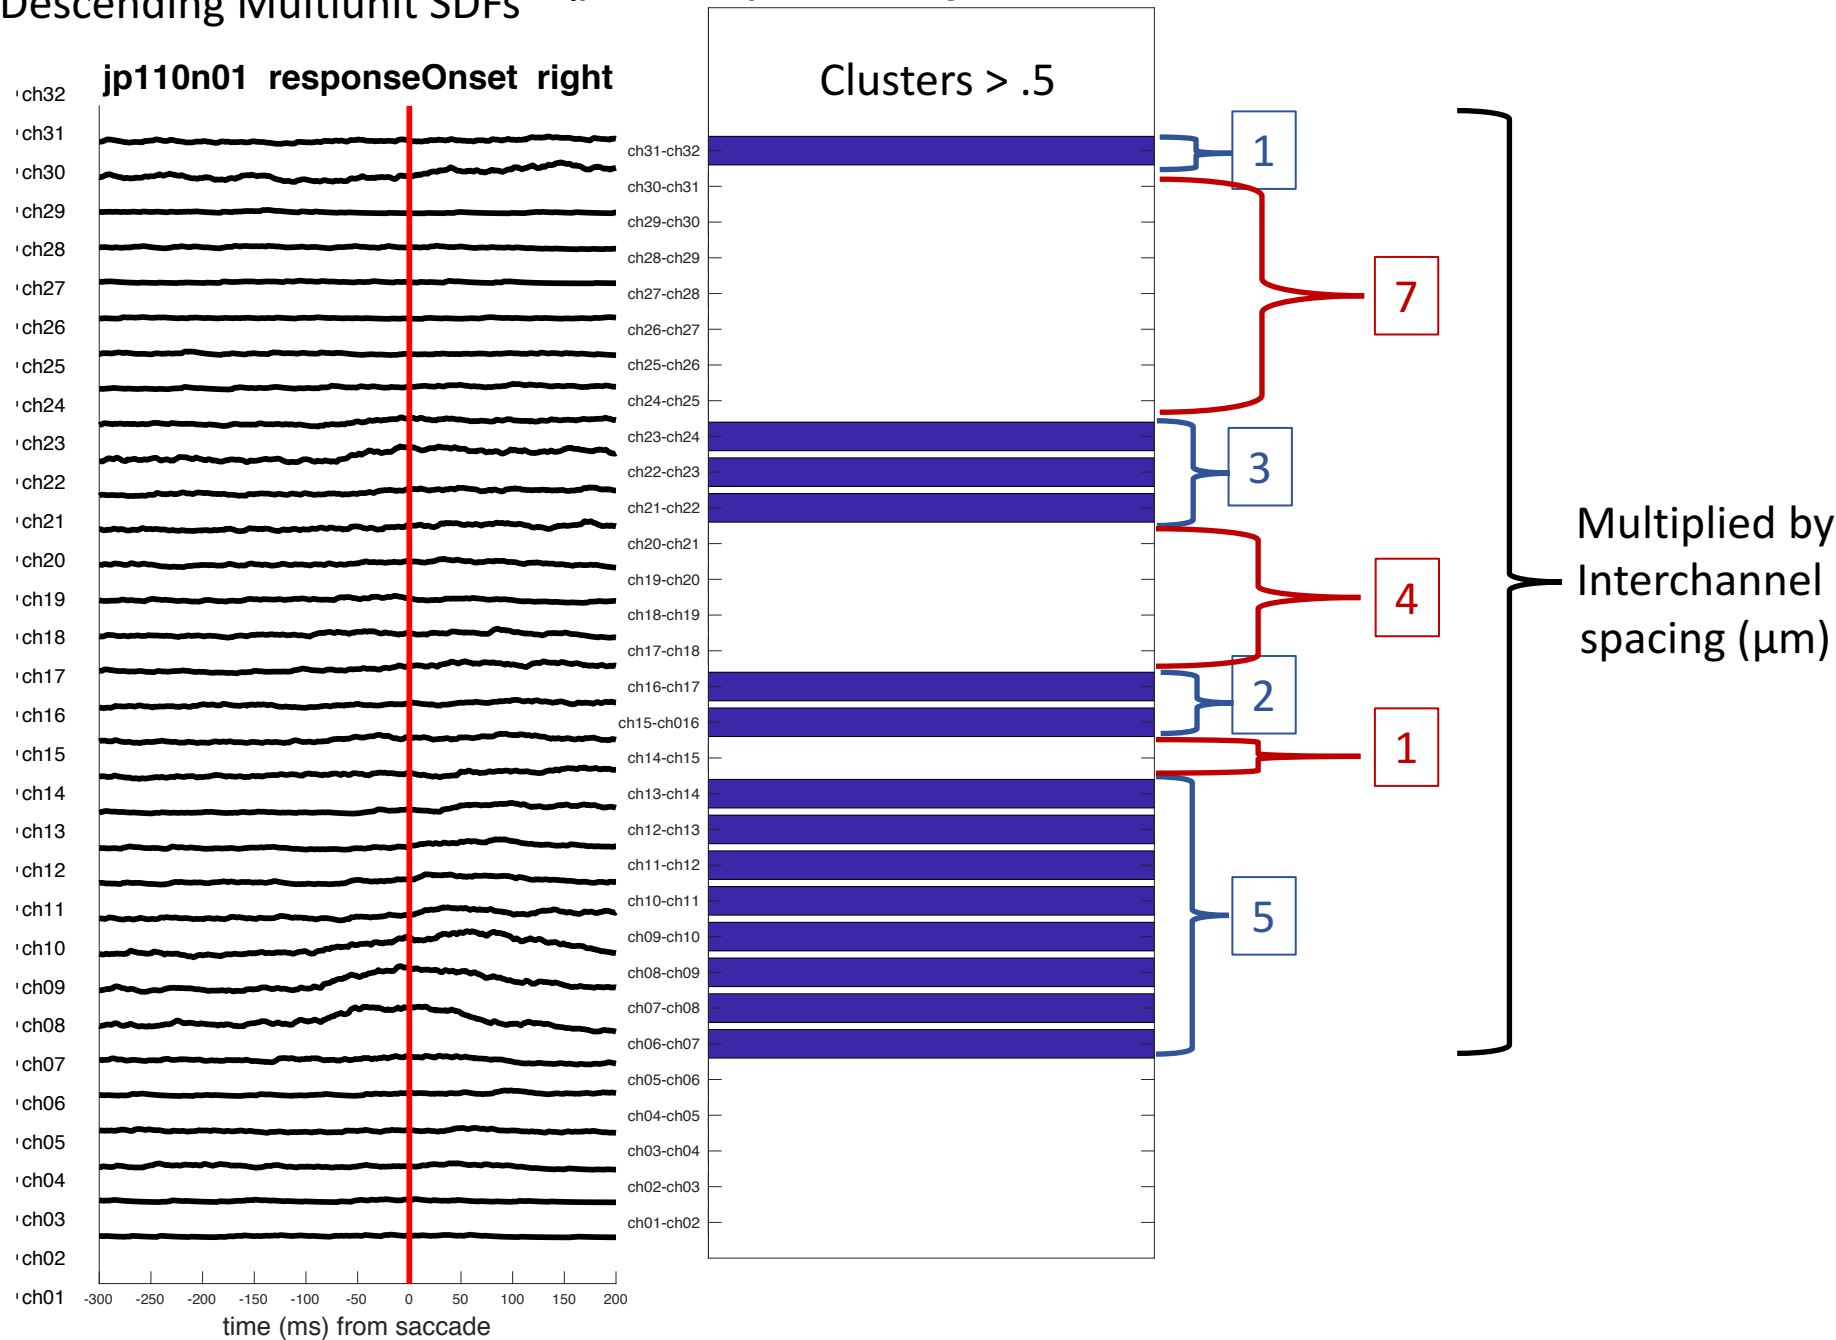 Descending Multiunit SDFs
jp110n01 responseOnset right
ch32
ch31
ch30
ch29
ch28
ch27
ch26
ch25
ch24
ch23
ch22
ch21
ch20
ch19
ch18
ch17
ch16
ch15
ch14
ch13
ch12
ch11
ch10
ch09
ch08
ch07
ch06
ch05
ch04
ch03
ch02
ch01
-300 -250 -200 -150 -100 -50 0 50 100 150 200
time (ms) from saccade
Clusters > .5
ch31-ch32
ch30-ch31
ch29-ch30
ch28-ch29
ch27-ch28
ch26-ch27
ch25-ch26
ch24-ch25
ch23-ch24
ch22-ch23
ch21-ch22
ch20-ch21
ch19-ch20
ch18-ch19
ch17-ch18
ch16-ch17
ch15-ch016
ch14-ch15
ch13-ch14
ch12-ch13
ch11-ch12
ch10-ch11
ch09-ch10
ch08-ch09
ch07-ch08
ch06-ch07
ch05-ch06
ch04-ch05
ch03-ch04
ch02-ch03
ch01-ch02
1
7
3
4
2
1
5
Multiplied by
Interchannel
spacing (µm)